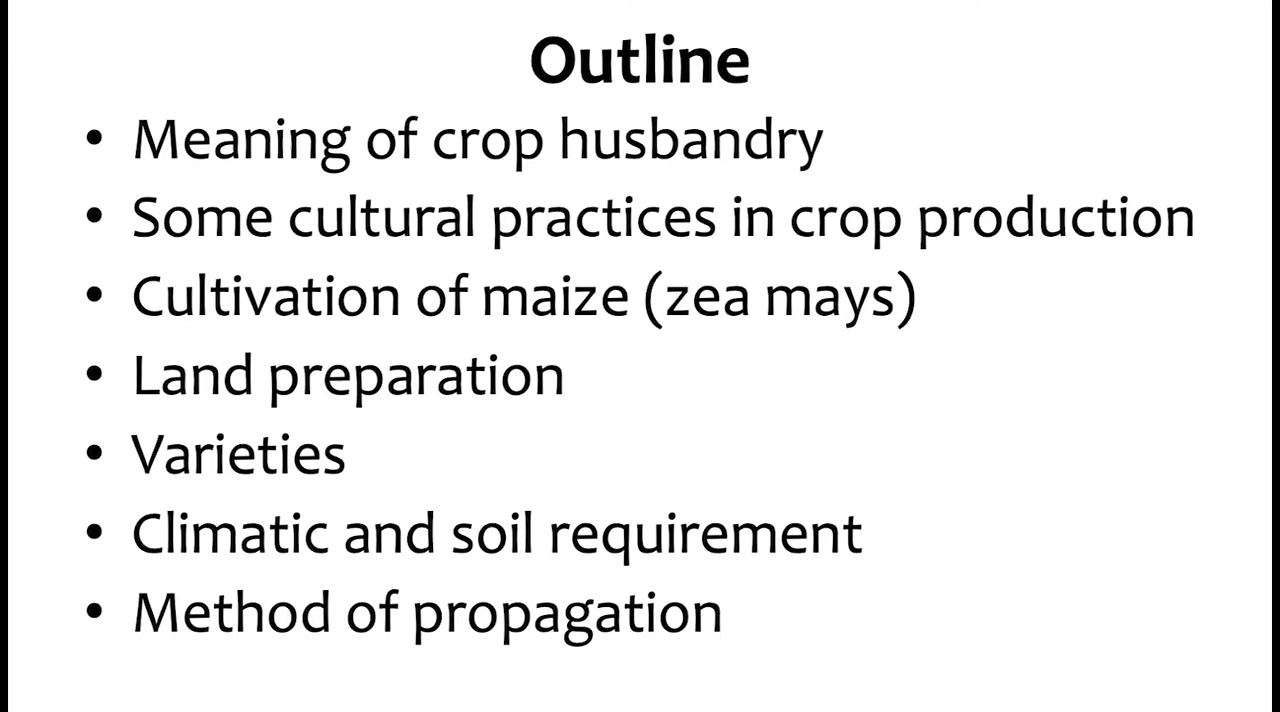 Outline
• Meaning of crop husbandry
• Some cultural practices in crop production
• Cultivation of maize (zea mays)
• Land preparation
• Varieties
• Climatic and soil requirement
• Method of propagation